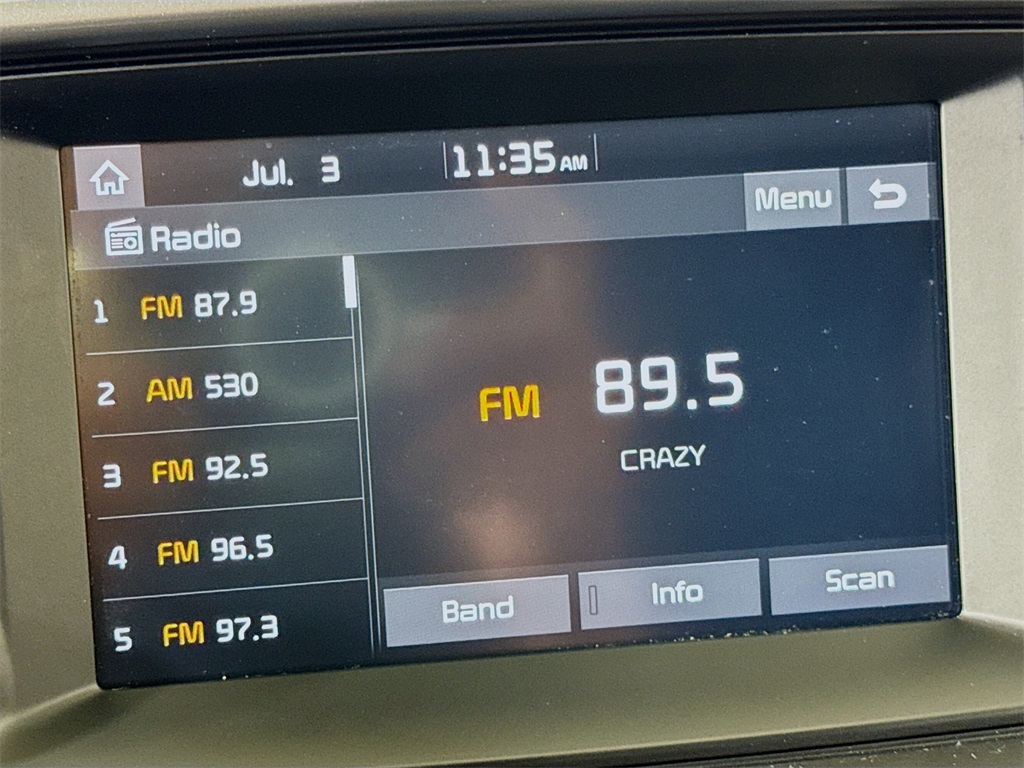 Jul. 3 11:35 AM
Radio Menu
1 FM 87.9
2 AM 530
3 FM 92.5
4 FM 96.5
5 FM 97.3
FM 89.5
CRAZY
Band Info Scan